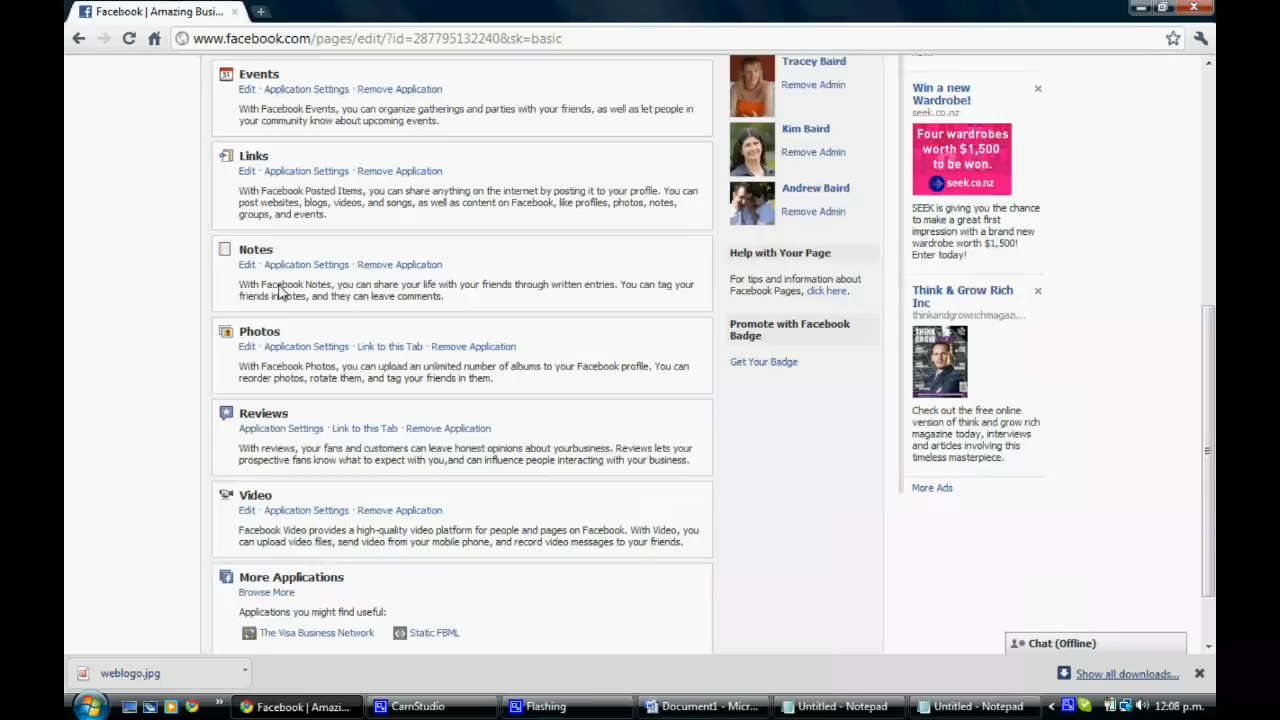 Facebook | Amazing Busi...
www.facebook.com/pages/edit/?id=287795132240&sk=basic
Events
Edit · Application Settings · Remove Application
With Facebook Events, you can organize gatherings and parties with your friends, as well as let people in
your community know about upcoming events.
Links
Edit · Application Settings · Remove Application
With Facebook Posted Items, you can share anything on the internet by posting it to your profile. You can
post websites, blogs, videos, and songs, as well as content on Facebook, like profiles, photos, notes,
groups, and events.
Notes
Edit · Application Settings · Remove Application
With Facebook Notes, you can share your life with your friends through written entries. You can tag your
friends in notes, and they can leave comments.
Photos
Edit · Application Settings · Link to this Tab · Remove Application
With Facebook Photos, you can upload an unlimited number of albums to your Facebook profile. You can
reorder photos, rotate them, and tag your friends in them.
Reviews
Application Settings · Link to this Tab · Remove Application
With reviews, your fans and customers can leave honest opinions about yourbusiness. Reviews lets your
prospective fans know what to expect with you,and can influence people interacting with your business.
Video
Edit · Application Settings · Remove Application
Facebook Video provides a high-quality video platform for people and pages on Facebook. With Video, you
can upload video files, send video from your mobile phone, and record video messages to your friends.
More Applications
Browse More
Applications you might find useful:
The Visa Business Network
Static FBML
Tracey Baird
Remove Admin
Kim Baird
Remove Admin
Andrew Baird
Remove Admin
Help with Your Page
For tips and information about
Facebook Pages, click here.
Promote with Facebook
Badge
Get Your Badge
Win a new
Wardrobe!
seek.co.nz
Four wardrobes
worth $1,500
to be won.
seek.co.nz
SEEK is giving you the chance
to make a great first
impression with a brand new
wardrobe worth $1,500!
Enter today!
Think & Grow Rich
Inc
thinkandgrowrichmagazi...
Check out the free online
version of think and grow rich
magazine today, interviews
and articles involving this
timeless masterpiece.
More Ads
Chat (Offline)
weblogo.jpg
Show all downloads...
Facebook | Amazi...
CamStudio
Flashing
Document1 - Micr...
Untitled - Notepad
Untitled - Notepad
12:08 p.m.